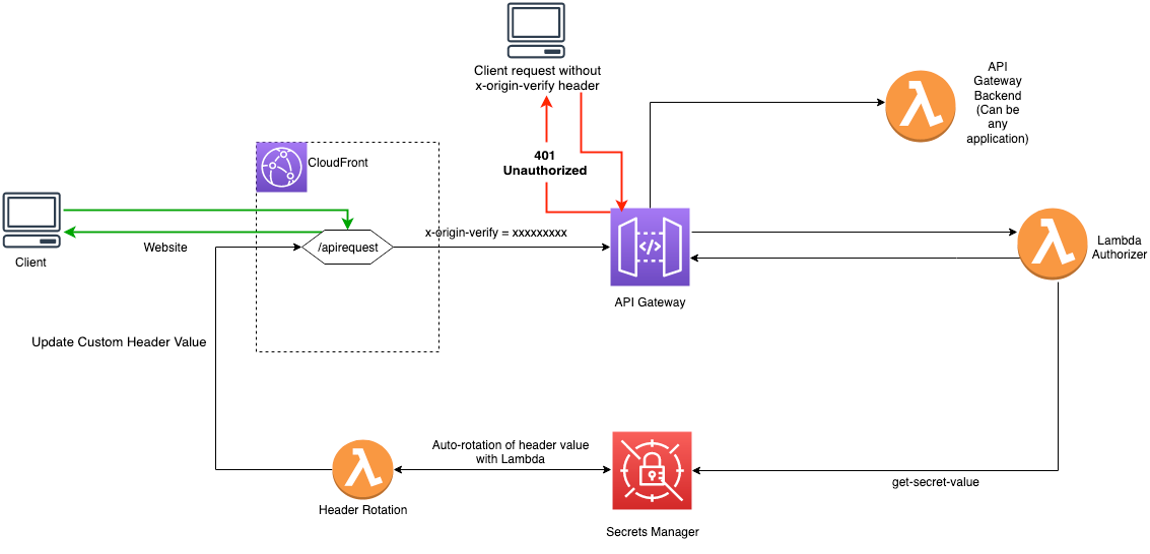 Client request without
x-origin-verify header
API
Gateway
Backend
(Can be
any
application)
401
Unauthorized
CloudFront
x-origin-verify = xxxxxxxxx
Website
/apirequest
</>
Client
Lambda
Authorizer
API Gateway
Update Custom Header Value
Auto-rotation of header value
with Lambda
get-secret-value
Header Rotation
Secrets Manager